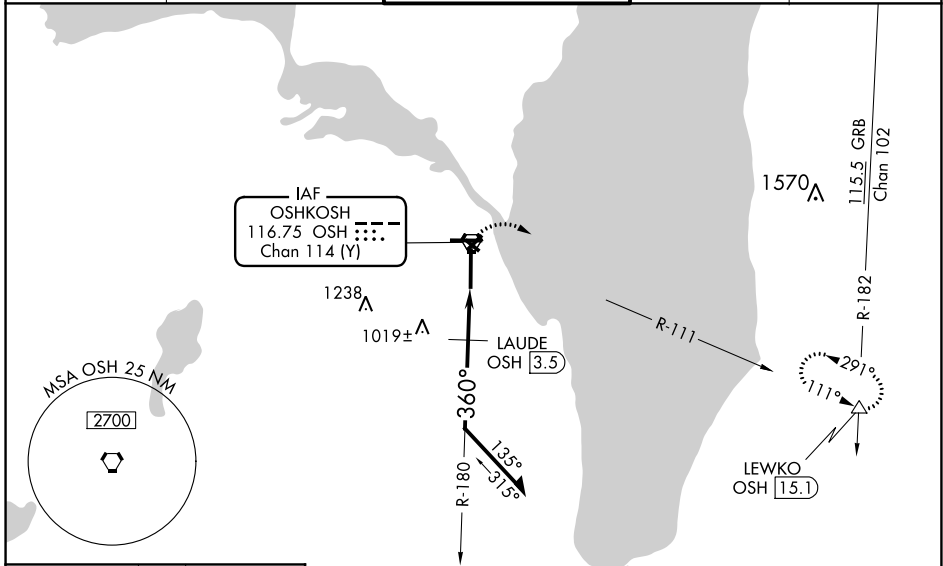 IAF
OSHKOSH
116.75 OSH
Chan 114 (Y)
1570
115.5 GRB
Chan 102
R-182
1238
1019±
LAUDE
OSH 3.5
R-111
360°
135°
315°
R-180
291°
111°
LEWKO
OSH 15.1
MSA OSH 25 NM
2700